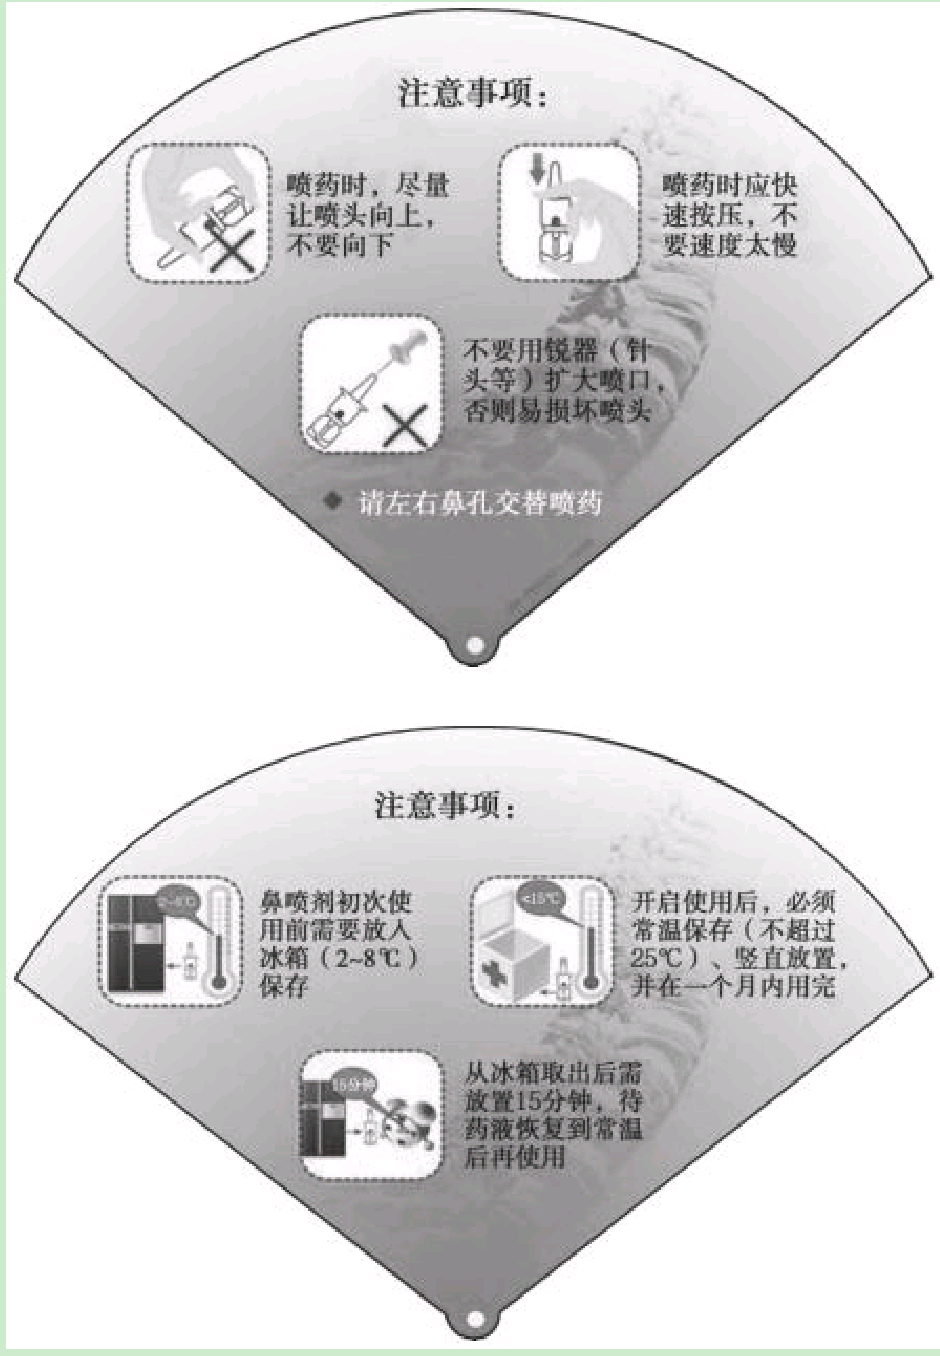 注意事项：
喷药时，尽量
让喷头向上，
不要向下
喷药时应快
速按压，不
要速度太慢
不要用锐器（针
头等）扩大喷口，
否则易损坏喷头
◆ 请左右鼻孔交替喷药
注意事项：
2~8℃
鼻喷剂初次使
用前需要放入
冰箱（2~8℃）
保存
开启使用后，必须
常温保存（不超过
25℃）、竖直放置，
并在一个月内用完
15分钟
从冰箱取出后需
放置15分钟，待
药液恢复到常温
后再使用